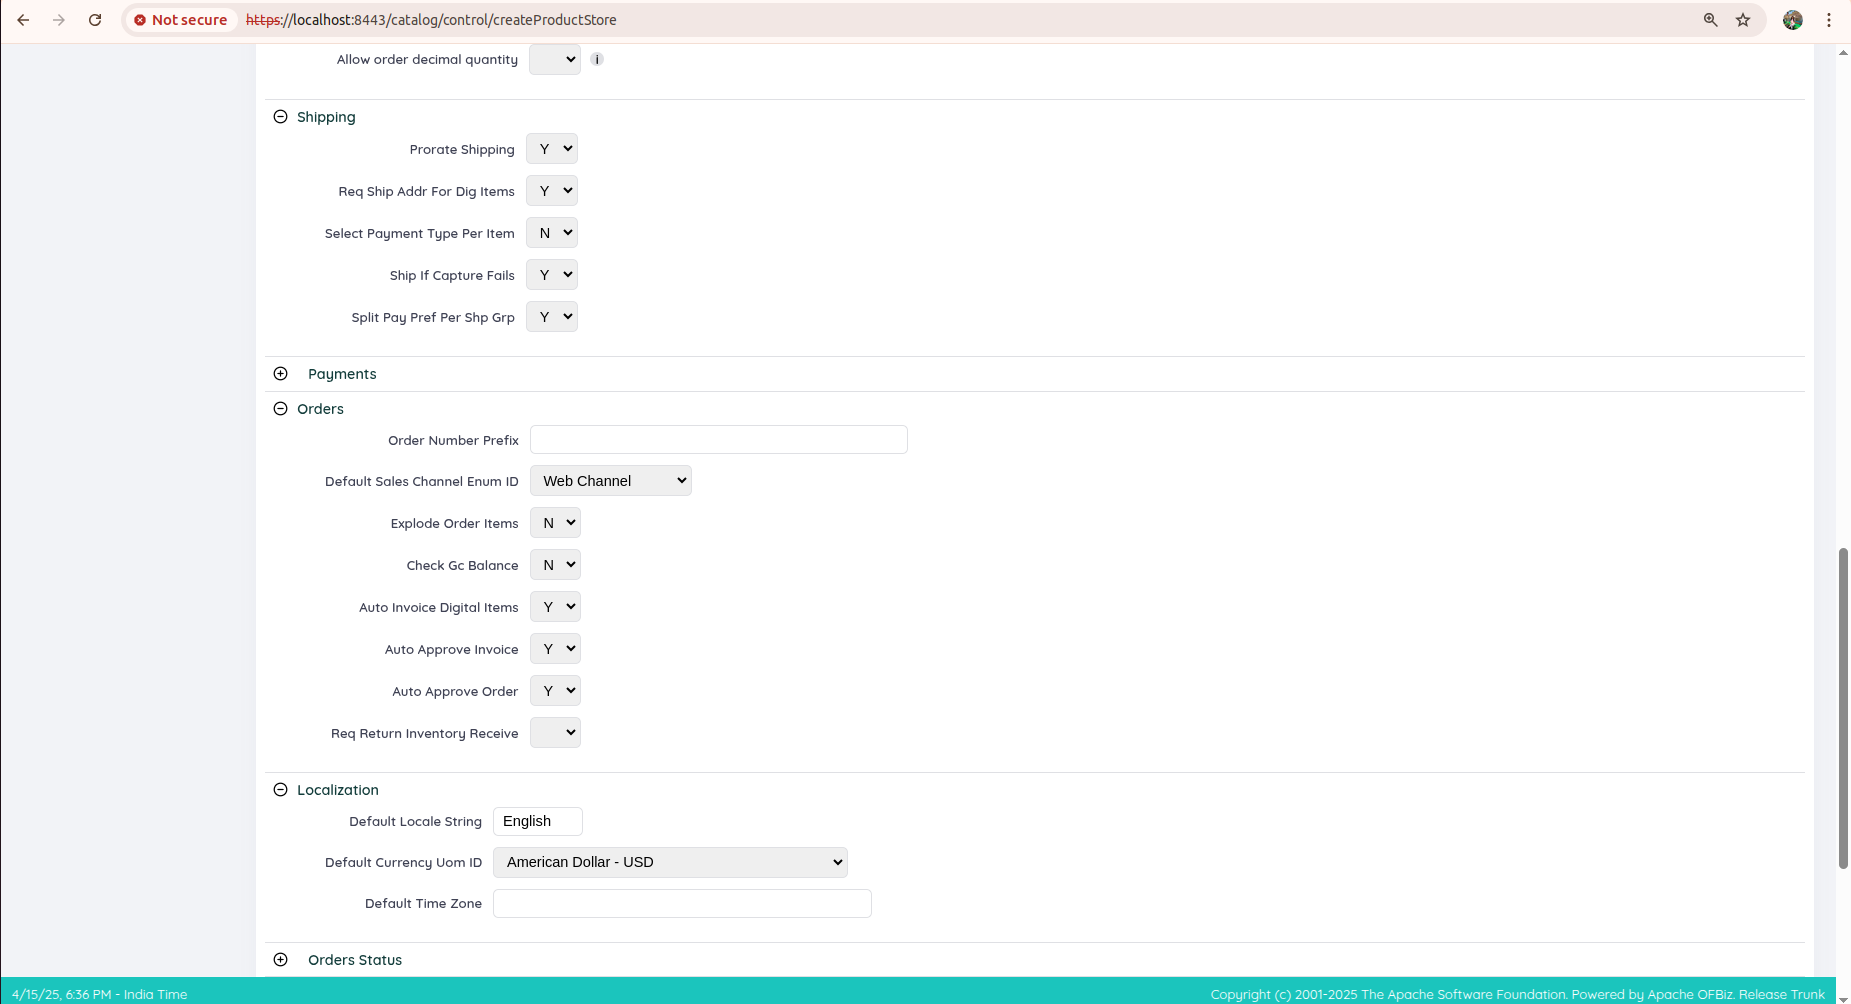 Not secure https://localhost:8443/catalog/control/createProductStore
Allow order decimal quantity i
Shipping
Prorate Shipping Y
Req Ship Addr For Dig Items Y
Select Payment Type Per Item N
Ship If Capture Fails Y
Split Pay Pref Per Shp Grp Y
Payments
Orders
Order Number Prefix
Default Sales Channel Enum ID Web Channel
Explode Order Items N
Check Gc Balance N
Auto Invoice Digital Items Y
Auto Approve Invoice Y
Auto Approve Order Y
Req Return Inventory Receive
Localization
Default Locale String English
Default Currency Uom ID American Dollar - USD
Default Time Zone
Orders Status
4/15/25, 6:36 PM - India Time Copyright (c) 2001-2025 The Apache Software Foundation. Powered by Apache OFBiz. Release Trunk